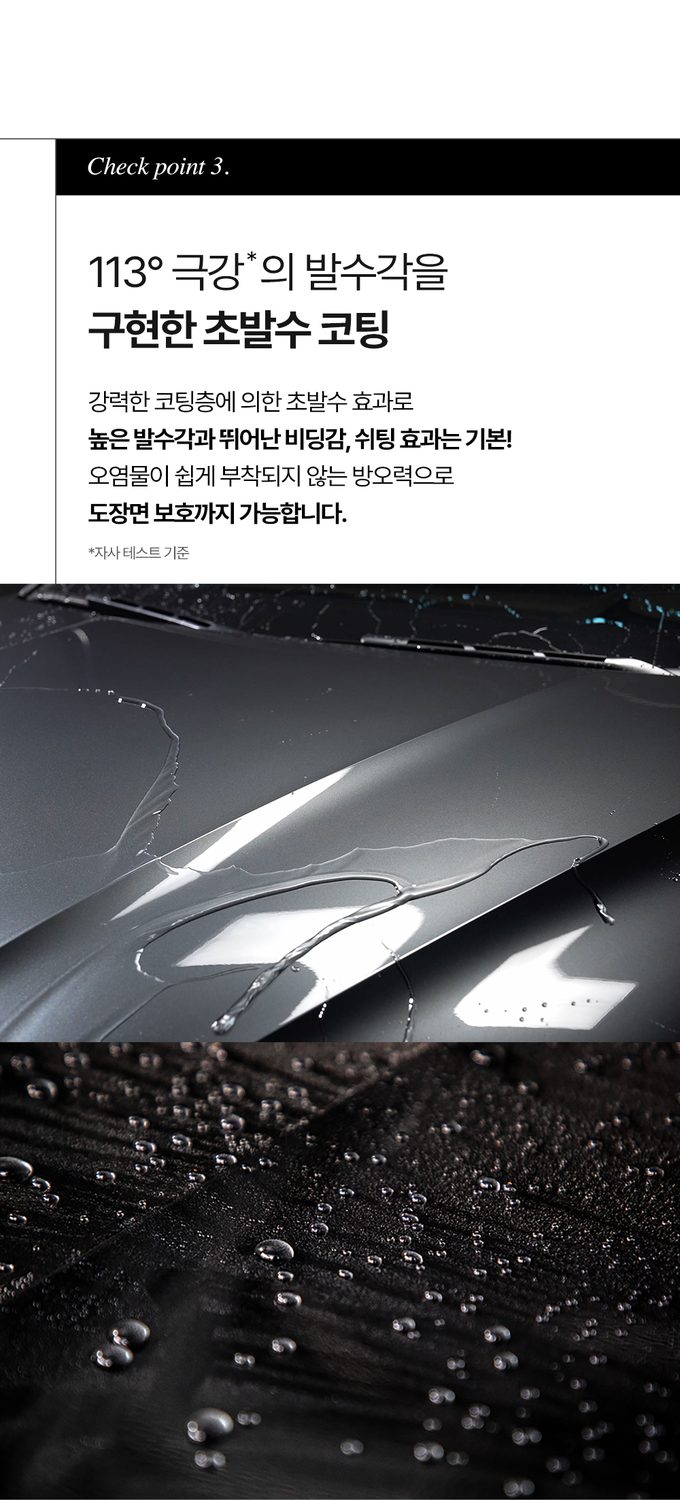 Check point 3.
113° 극강*의 발수각을
구현한 초발수 코팅
강력한 코팅층에 의한 초발수 효과로
높은 발수각과 뛰어난 비딩감, 쉬팅 효과는 기본!
오염물이 쉽게 부착되지 않는 방오력으로
도장면 보호까지 가능합니다.
*자사 테스트 기준